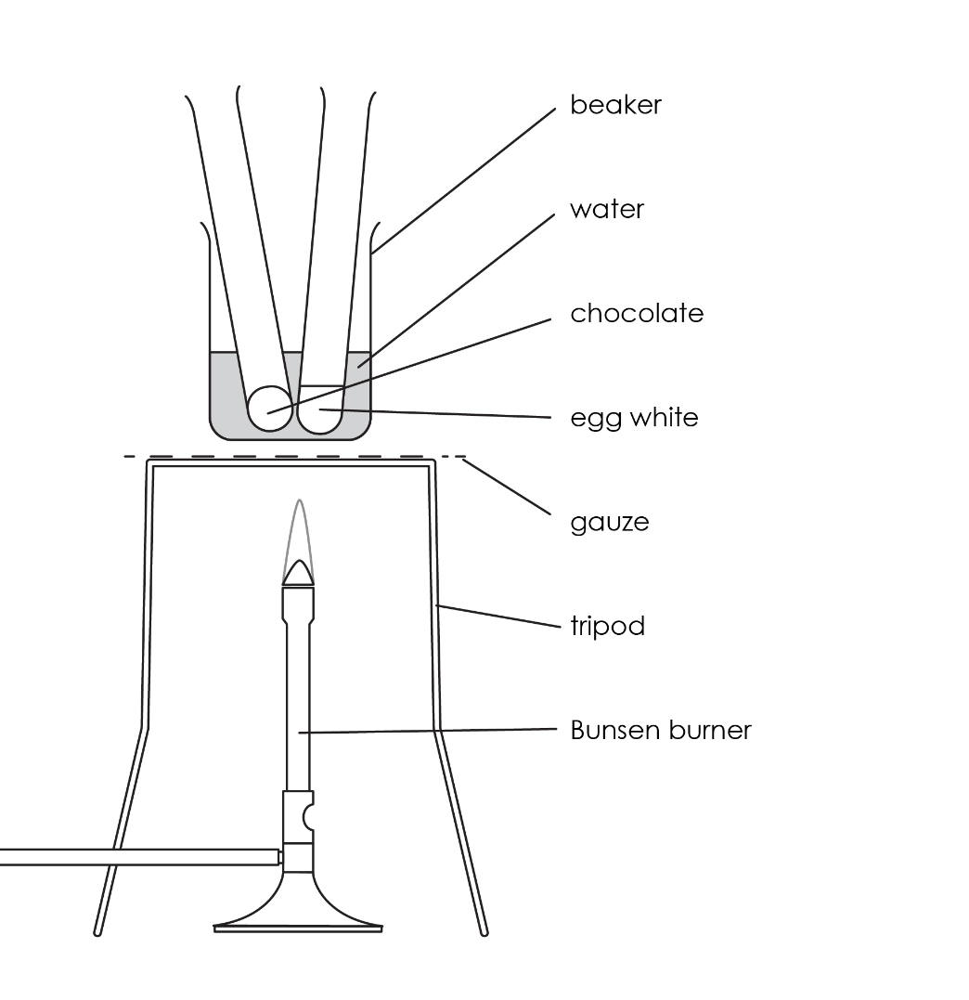 beaker
water
chocolate
egg white
gauze
tripod
Bunsen burner